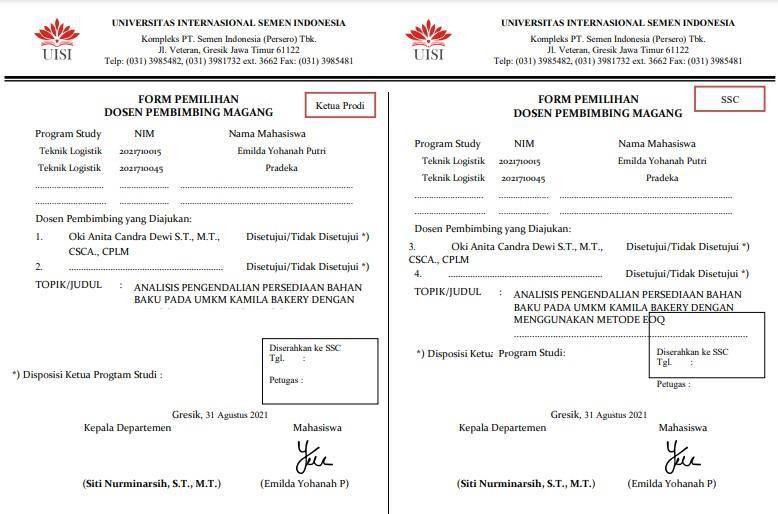 UNIVERSITAS INTERNASIONAL SEMEN INDONESIA
Kompleks PT. Semen Indonesia (Persero) Tbk.
Jl. Veteran, Gresik Jawa Timur 61122
Telp: (031) 3985482, (031) 3981732 ext. 3662 Fax: (031) 3985481
UISI
FORM PEMILIHAN
DOSEN PEMBIMBING MAGANG
Ketua Prodi
Program Study NIM Nama Mahasiswa
Teknik Logistik 2021710015 Emilda Yohanah Putri
Teknik Logistik 2021710045 Pradeka
Dosen Pembimbing yang Diajukan:
1. Oki Anita Candra Dewi S.T., M.T., Disetujui/Tidak Disetujui *)
CSCA., CPLM
2. ........................................................ Disetujui/Tidak Disetujui *)
TOPIK/JUDUL : ANALISIS PENGENDALIAN PERSEDIAAN BAHAN
BAKU PADA UMKM KAMILA BAKERY DENGAN
Diserahkan ke SSC
Tgl. :
Petugas :
*) Disposisi Ketua Progtam Studi :
Gresik, 31 Agustus 2021
Kepala Departemen Mahasiswa
(Siti Nurminarsih, S.T., M.T.) (Emilda Yohanah P)
UNIVERSITAS INTERNASIONAL SEMEN INDONESIA
Kompleks PT. Semen Indonesia (Persero) Tbk.
Jl. Veteran, Gresik Jawa Timur 61122
Telp: (031) 3985482, (031) 3981732 ext. 3662 Fax: (031) 3985481
UISI
FORM PEMILIHAN
DOSEN PEMBIMBING MAGANG
SSC
Program Study NIM Nama Mahasiswa
Teknik Logistik 2021710015 Emilda Yohanah Putri
Teknik Logistik 2021710045 Pradeka
Dosen Pembimbing yang Diajukan:
3. Oki Anita Candra Dewi S.T., M.T., Disetujui/Tidak Disetujui *)
CSCA., CPLM
4. ........................................................ Disetujui/Tidak Disetujui *)
TOPIK/JUDUL : ANALISIS PENGENDALIAN PERSEDIAAN BAHAN
BAKU PADA UMKM KAMILA BAKERY DENGAN
MENGGUNAKAN METODE EOQ
*) Disposisi Ketua Program Studi:
Diserahkan ke SSC
Tgl. :
Petugas :
Gresik, 31 Agustus 2021
Kepala Departemen Mahasiswa
(Siti Nurminarsih, S.T., M.T.) (Emilda Yohanah P)